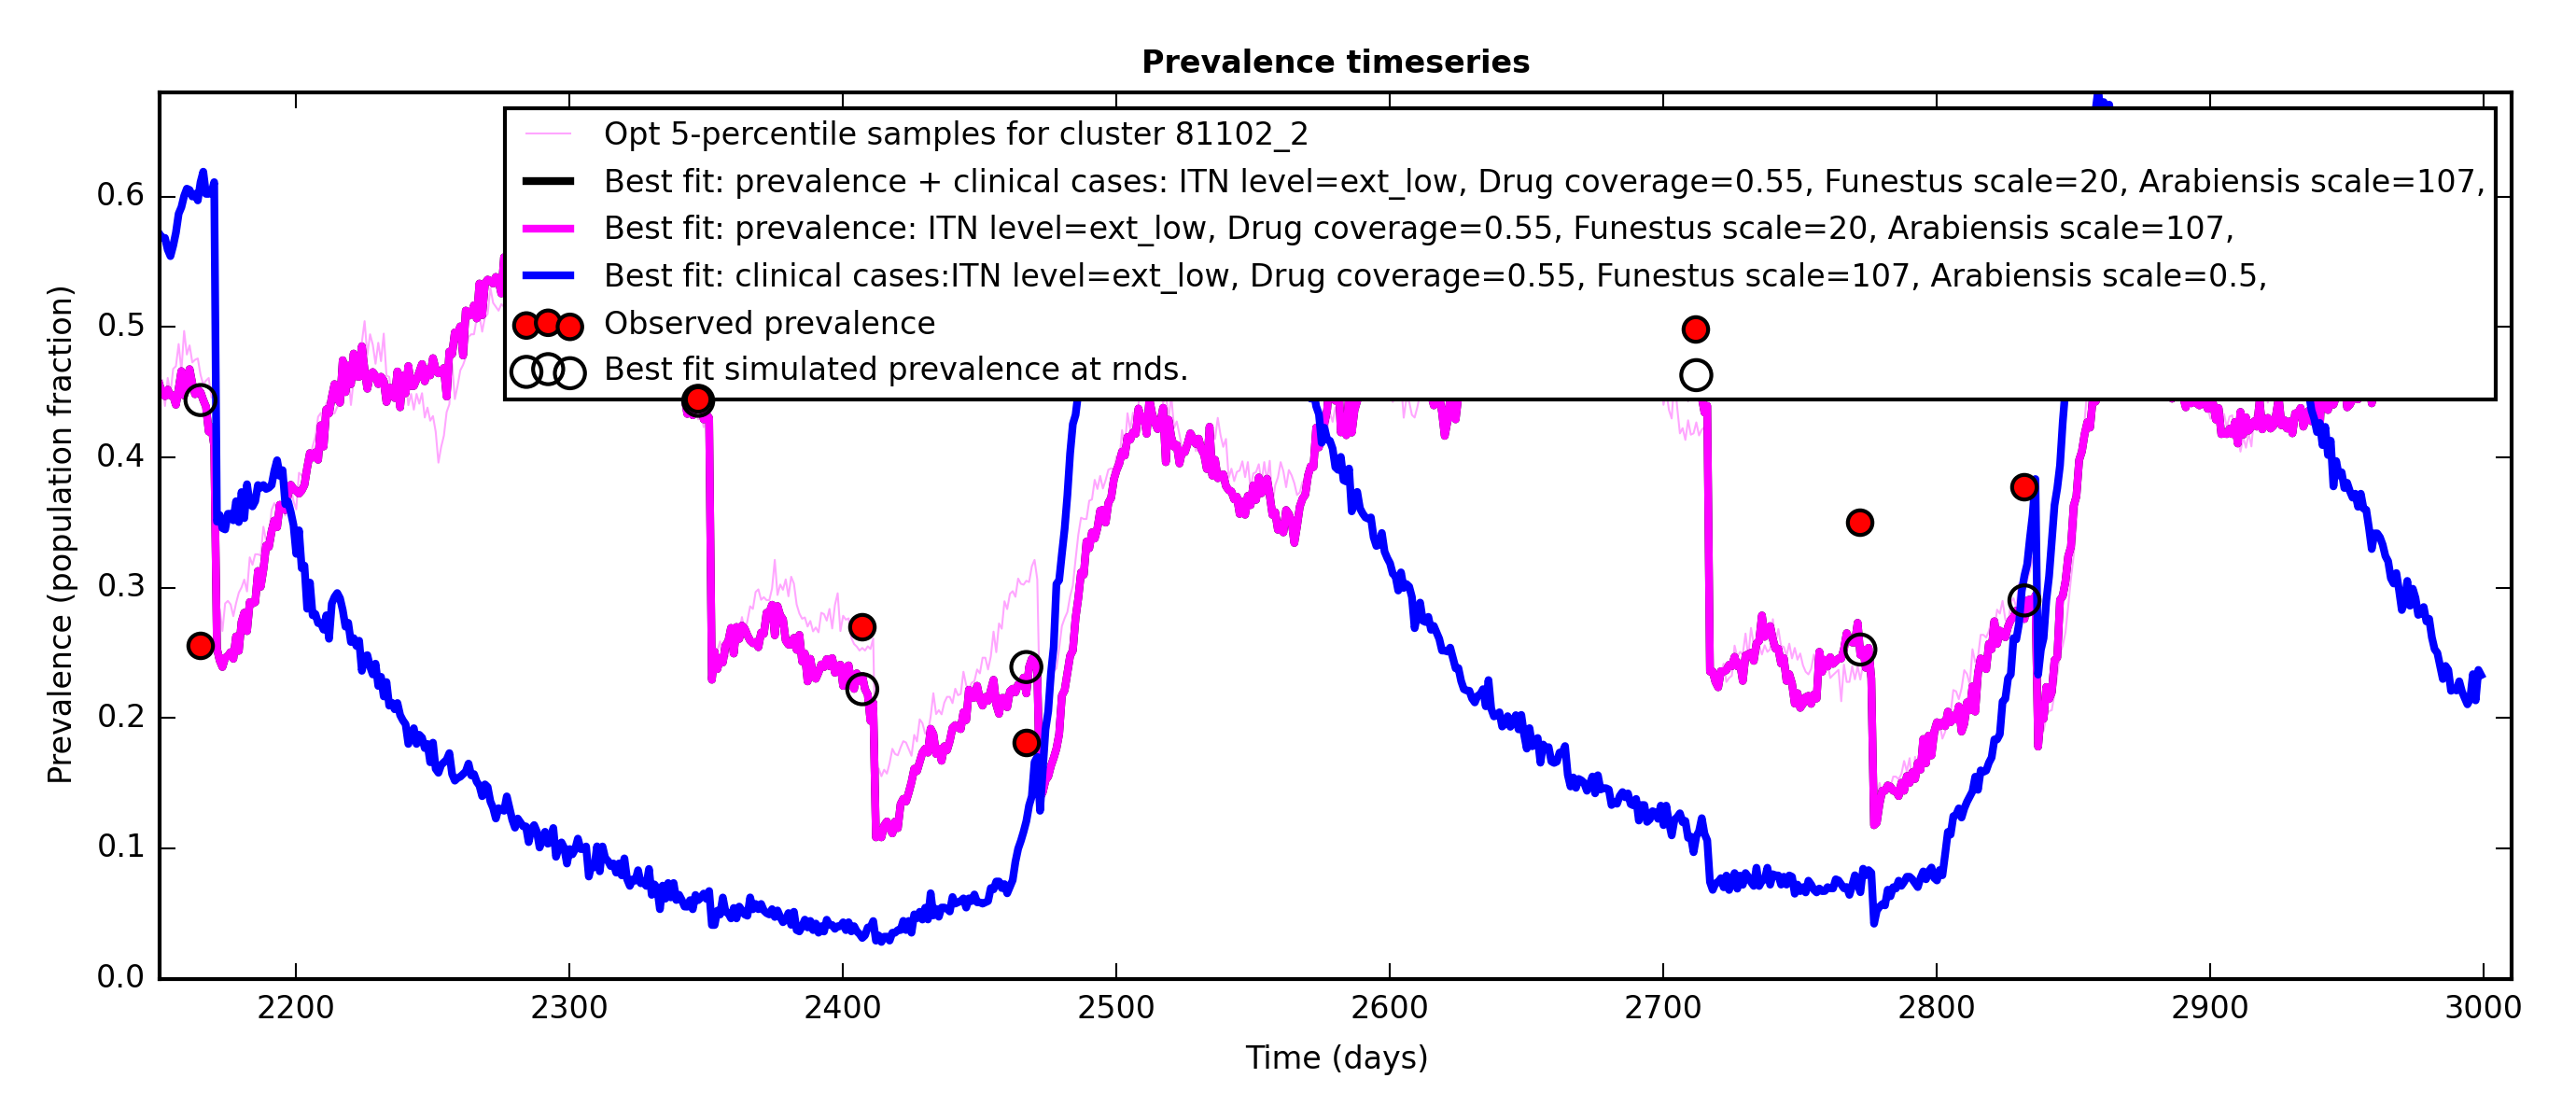 Prevalence timeseries
Opt 5-percentile samples for cluster 81102_2
Best fit: prevalence + clinical cases: ITN level=ext_low, Drug coverage=0.55, Funestus scale=20, Arabiensis scale=107,
Best fit: prevalence: ITN level=ext_low, Drug coverage=0.55, Funestus scale=20, Arabiensis scale=107,
Best fit: clinical cases:ITN level=ext_low, Drug coverage=0.55, Funestus scale=107, Arabiensis scale=0.5,
Observed prevalence
Best fit simulated prevalence at rnds.
Prevalence (population fraction)
0.6
0.5
0.4
0.3
0.2
0.1
0.0
2200 2300 2400 2500 2600 2700 2800 2900 3000
Time (days)